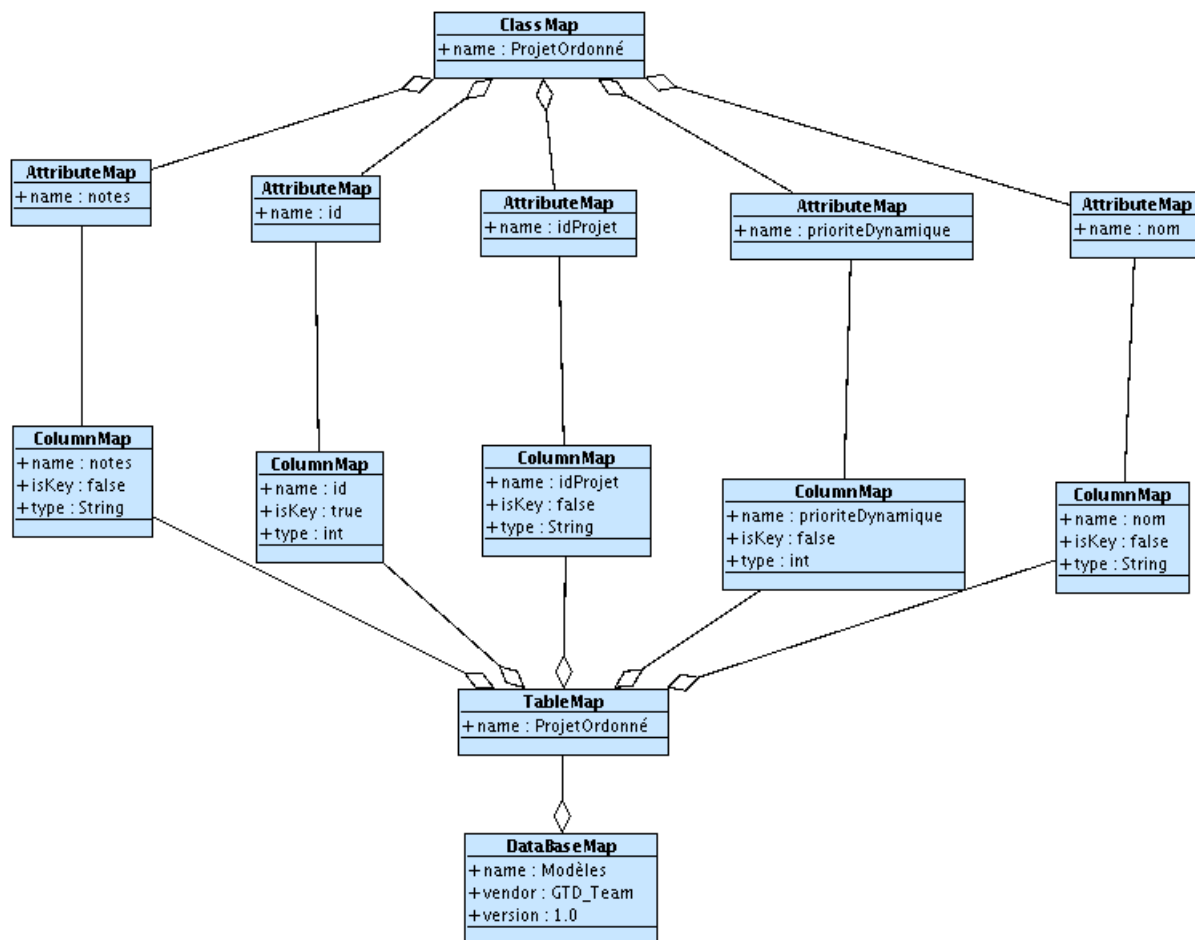 ClassMap
+ name : ProjetOrdonné
AttributeMap
+ name : notes
AttributeMap
+ name : id
AttributeMap
+ name : idProjet
AttributeMap
+ name : prioriteDynamique
AttributeMap
+ name : nom
ColumnMap
+ name : notes
+ isKey : false
+ type : String
ColumnMap
+ name : id
+ isKey : true
+ type : int
ColumnMap
+ name : idProjet
+ isKey : false
+ type : String
ColumnMap
+ name : prioriteDynamique
+ isKey : false
+ type : int
ColumnMap
+ name : nom
+ isKey : false
+ type : String
TableMap
+ name : ProjetOrdonné
DataBaseMap
+ name : Modèles
+ vendor : GTD_Team
+ version : 1.0